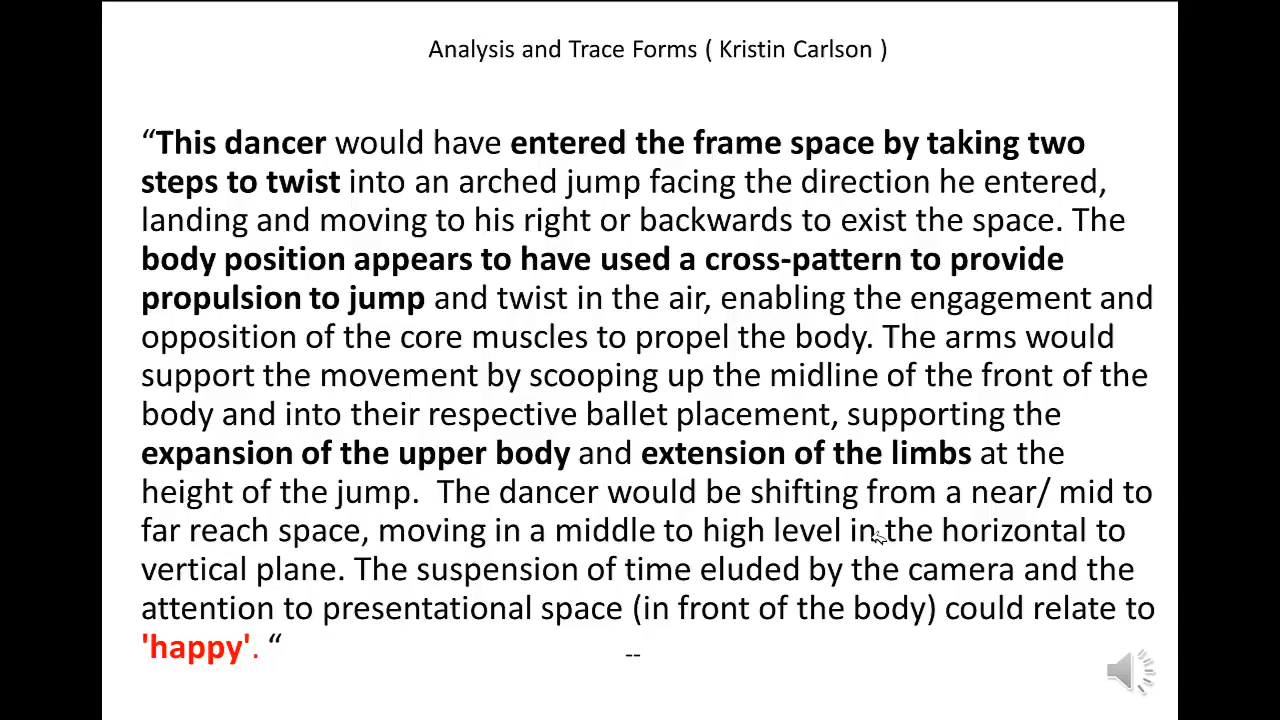 Analysis and Trace Forms ( Kristin Carlson )
“This dancer would have entered the frame space by taking two
steps to twist into an arched jump facing the direction he entered,
landing and moving to his right or backwards to exist the space. The
body position appears to have used a cross-pattern to provide
propulsion to jump and twist in the air, enabling the engagement and
opposition of the core muscles to propel the body. The arms would
support the movement by scooping up the midline of the front of the
body and into their respective ballet placement, supporting the
expansion of the upper body and extension of the limbs at the
height of the jump.  The dancer would be shifting from a near/ mid to
far reach space, moving in a middle to high level in the horizontal to
vertical plane. The suspension of time eluded by the camera and the
attention to presentational space (in front of the body) could relate to
'happy'. “
--